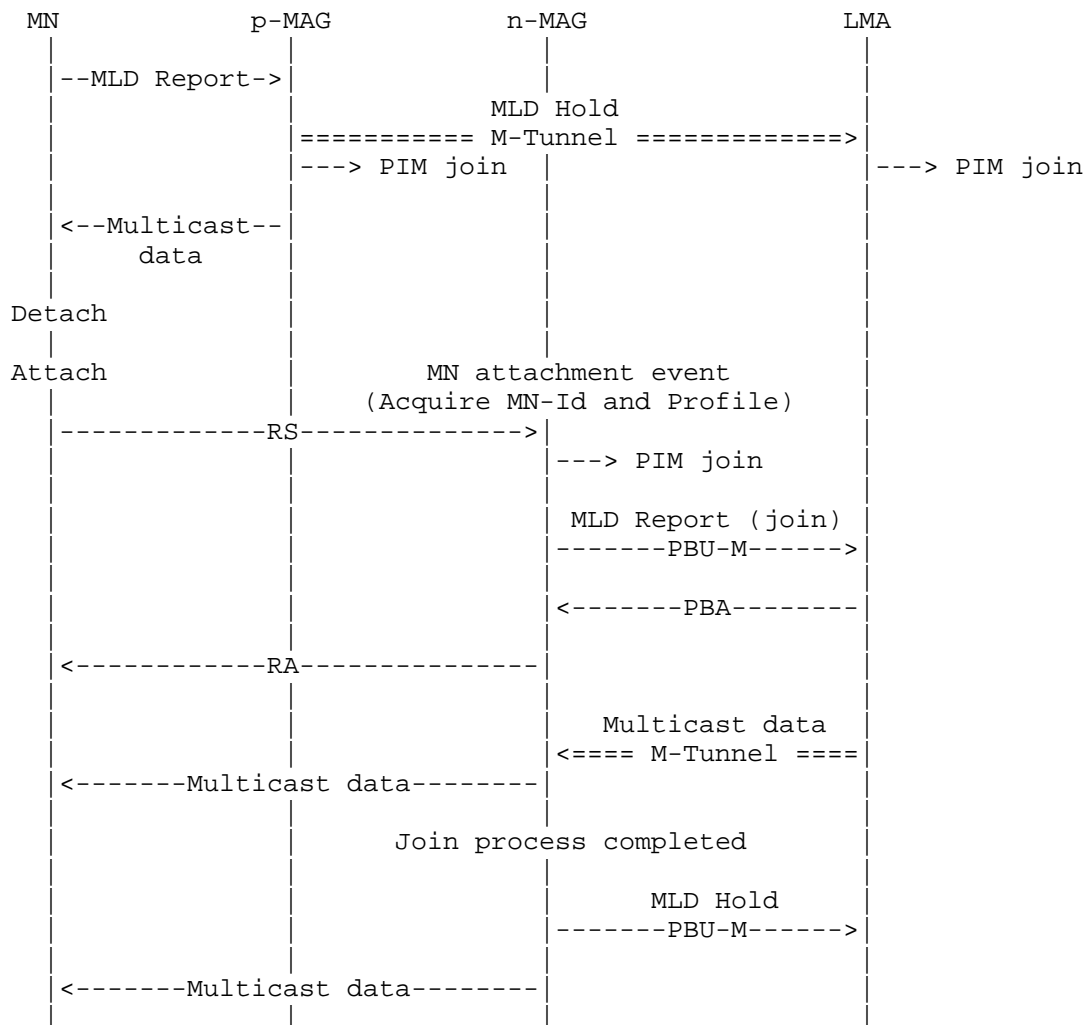 MN p-MAG n-MAG LMA
--MLD Report->
MLD Hold
=========== M-Tunnel =============>
---> PIM join ---> PIM join
<--Multicast--
data
Detach
Attach MN attachment event
(Acquire MN-Id and Profile)
-------------RS------------->
---> PIM join
MLD Report (join)
-------PBU-M------>
<-------PBA--------
<------------RA---------------
Multicast data
<==== M-Tunnel ====
<-------Multicast data--------
Join process completed
MLD Hold
-------PBU-M------>
<-------Multicast data--------